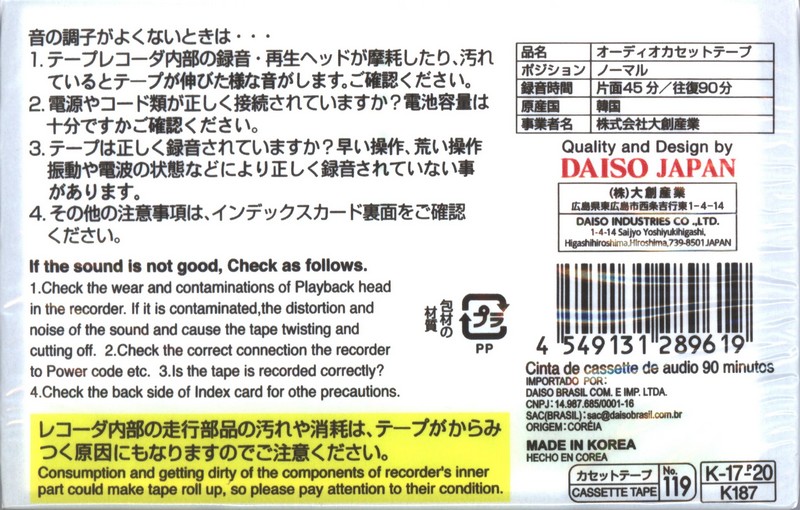 音の調子がよくないときは・・・
1. テープレコーダ内部の録音・再生ヘッドが摩耗したり、汚れ
ているとテープが伸びた様な音がします。ご確認ください。
2. 電源やコード類が正しく接続されていますか？電池容量は
十分ですかご確認ください。
3. テープは正しく録音されていますか？早い操作、荒い操作
振動や電波の状態などにより正しく録音されていない事
があります。
4. その他の注意事項は、インデックスカード裏面をご確認
ください。
If the sound is not good, Check as follows.
1.Check the wear and contaminations of Playback head
in the recorder. If it is contaminated,the distortion and
noise of the sound and cause the tape twisting and
cutting off. 2.Check the correct connection the recorder
to Power code etc. 3.Is the tape is recorded correctly?
4.Check the back side of Index card for othe precautions.
レコーダ内部の走行部品の汚れや消耗は、テープがからみ
つく原因にもなりますのでご注意ください。
Consumption and getting dirty of the components of recorder's inner
part could make tape roll up, so please pay attention to their condition.
包材の
材質
プラ
PP
品名 オーディオカセットテープ
ポジション ノーマル
録音時間 片面45分／往復90分
原産国 韓国
事業者名 株式会社大創産業
Quality and Design by
DAISO JAPAN
(株)大創産業
広島県東広島市西条吉行東1-4-14
DAISO INDUSTRIES CO.,LTD.
1-4-14 Saijyo Yoshiyukihigashi,
Higashihiroshima,Hiroshima,739-8501JAPAN
4 549131 289619
Cinta de cassette de audio 90 minutos
IMPORTADO POR:
DAISO BRASIL COM. E IMP. LTDA.
CNPJ:14.987.685/0001-16
SAC(BRASIL):sac@daisobrasil.com.br
ORIGEM:CORÉIA
MADE IN KOREA
HECHO EN COREA
カセットテープ
CASSETTE TAPE
No.
119
K-17-P20
K187